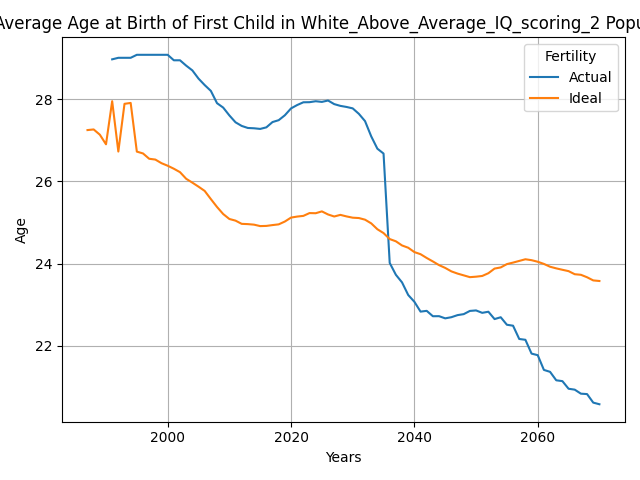 Average Age at Birth of First Child in White_Above_Average_IQ_scoring_2
Fertility
Actual
Ideal
Age
28
26
24
22
2000
2020
2040
2060
Years